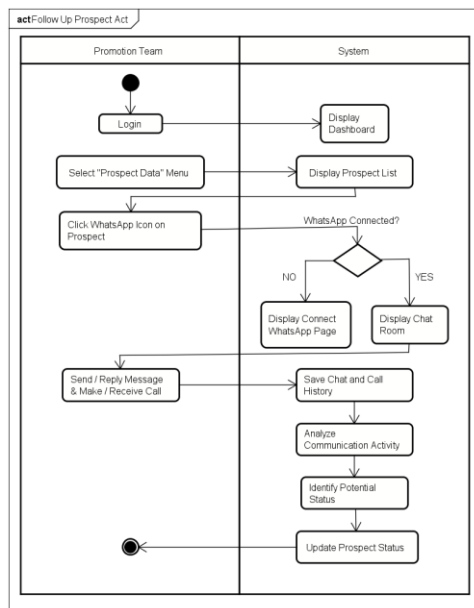 act Follow Up Prospect Act
Promotion Team
System
Login
Display
Dashboard
Select "Prospect Data" Menu
Display Prospect List
Click WhatsApp Icon on
Prospect
WhatsApp Connected?
NO
YES
Display Connect
WhatsApp Page
Display Chat
Room
Send / Reply Message
& Make / Receive Call
Save Chat and Call
History
Analyze
Communication Activity
Identify Potential
Status
Update Prospect Status